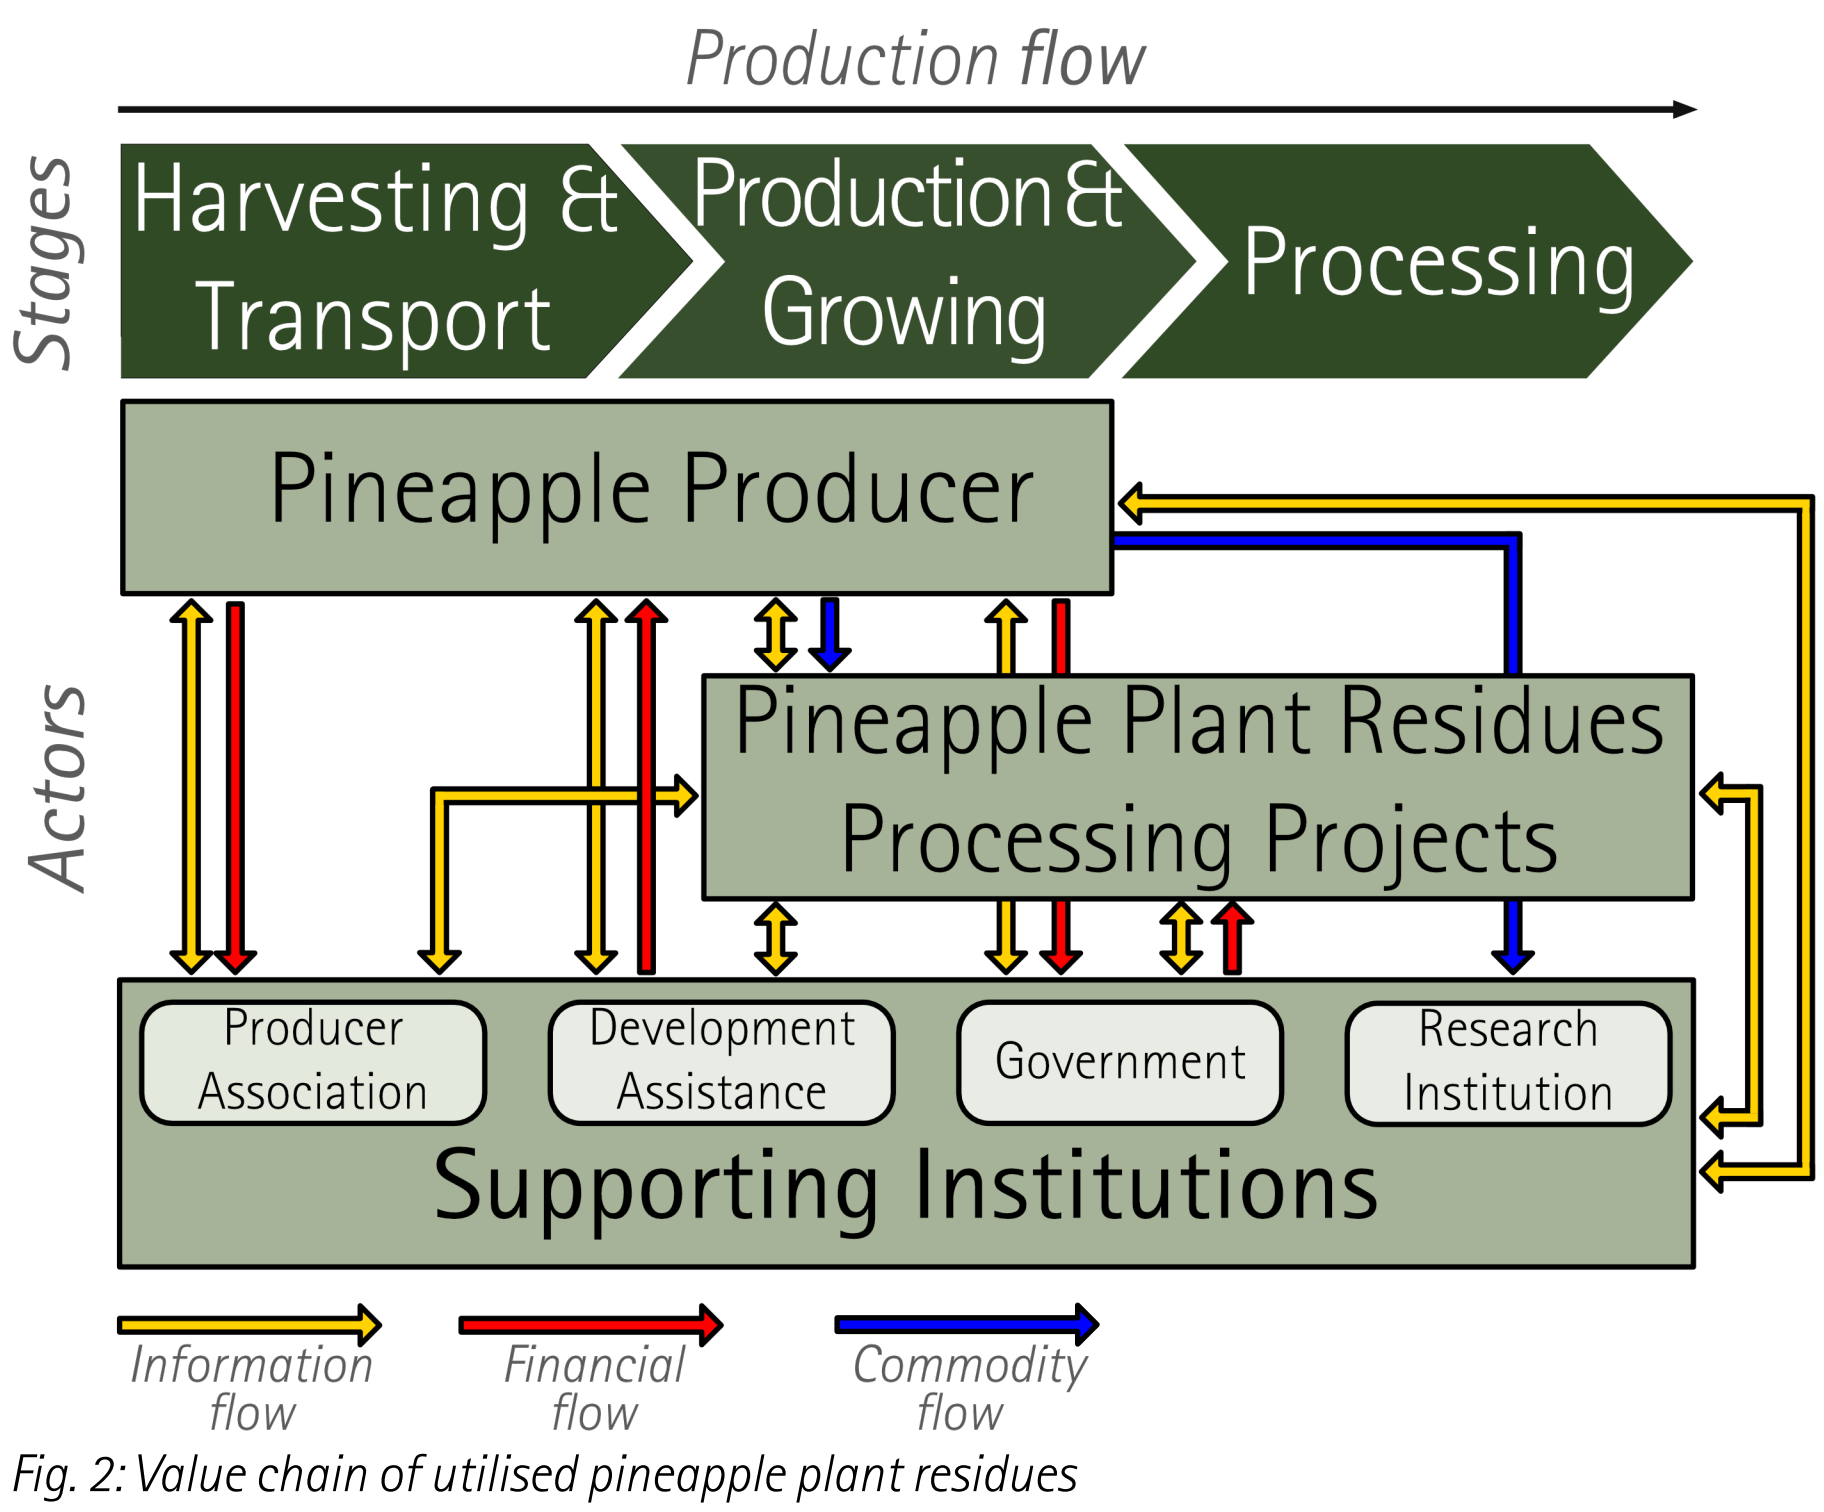 Production flow
Stages
Harvesting &
Transport
Production &
Growing
Processing
Actors
Pineapple Producer
Pineapple Plant Residues
Processing Projects
Producer
Association
Development
Assistance
Government
Research
Institution
Supporting Institutions
Information
flow
Financial
flow
Commodity
flow
Fig. 2: Value chain of utilised pineapple plant residues